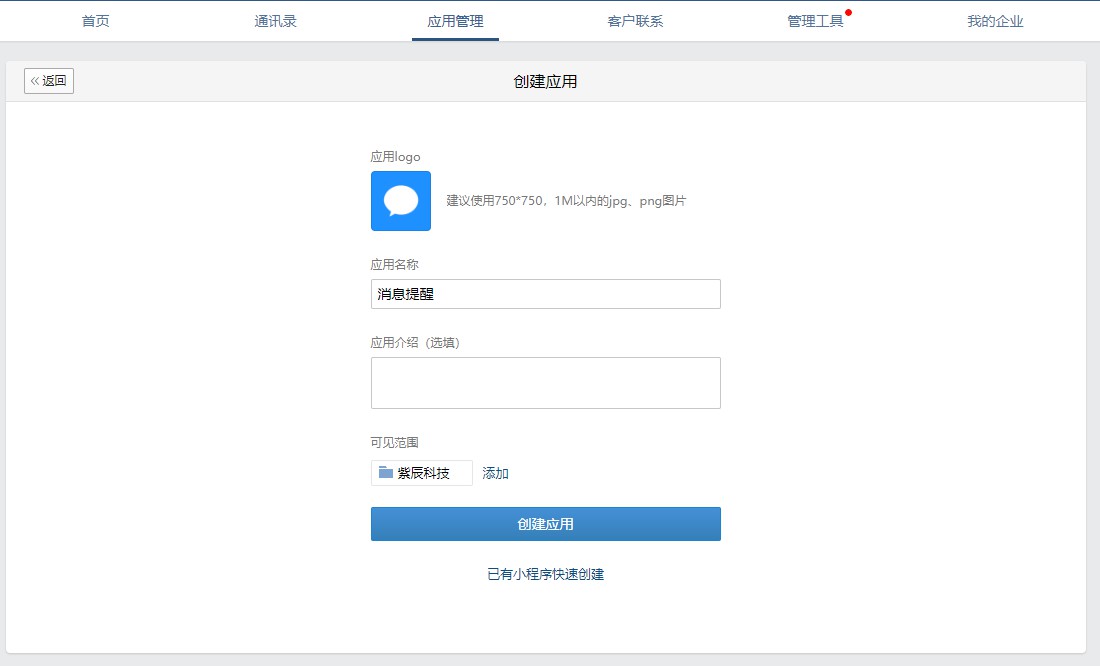 首页 通讯录 应用管理 客户联系 管理工具 我的企业
返回 创建应用
应用logo
建议使用750*750，1M以内的jpg、png图片
应用名称
消息提醒
应用介绍（选填）
可见范围
紫辰科技 添加
创建应用
已有小程序快速创建